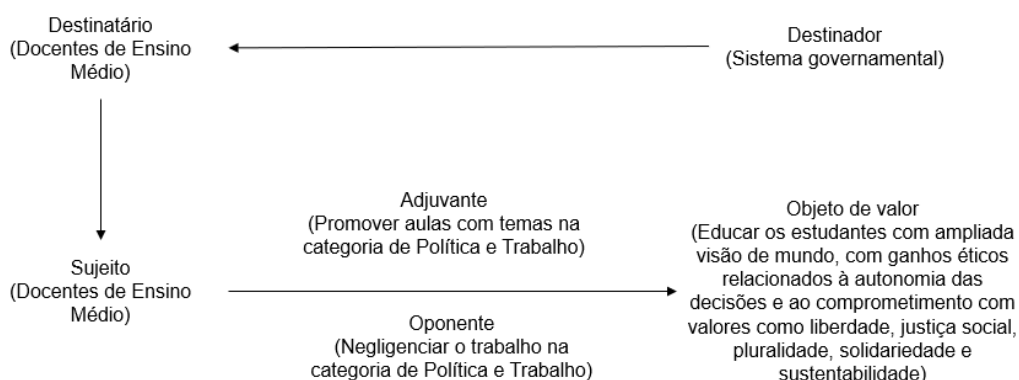 Destinatário
(Docentes de Ensino
Médio)
Destinador
(Sistema governamental)
Adjuvante
(Promover aulas com temas na
categoria de Política e Trabalho)
Sujeito
(Docentes de Ensino
Médio)
Oponente
(Negligenciar o trabalho na
categoria de Política e Trabalho)
Objeto de valor
(Educar os estudantes com ampliada
visão de mundo, com ganhos éticos
relacionados à autonomia das
decisões e ao comprometimento com
valores como liberdade, justiça social,
pluralidade, solidariedade e
sustentabilidade)